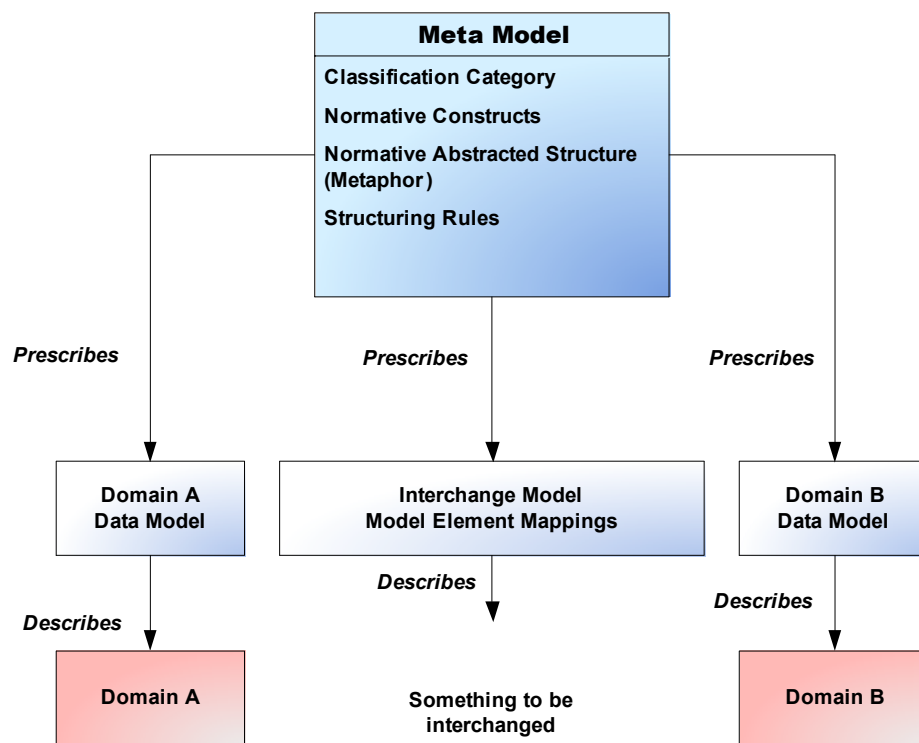 Meta Model
Classification Category
Normative Constructs
Normative Abstracted Structure
(Metaphor)
Structuring Rules
Prescribes
Prescribes
Prescribes
Domain A
Data Model
Interchange Model
Model Element Mappings
Domain B
Data Model
Describes
Describes
Describes
Domain A
Something to be
interchanged
Domain B